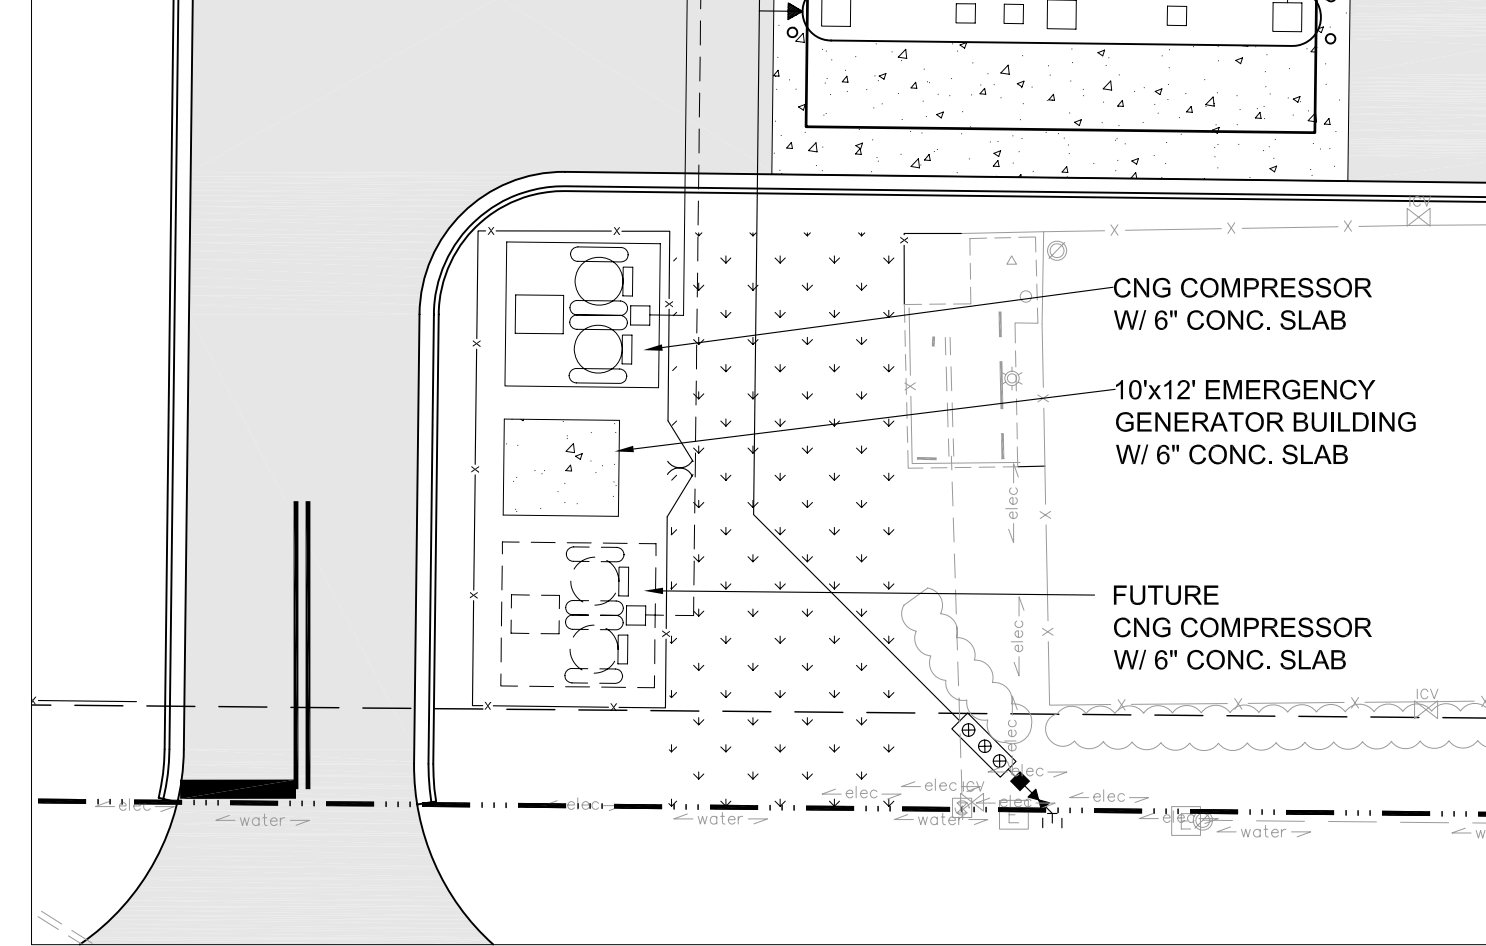 ICV
CNG COMPRESSOR
W/ 6" CONC. SLAB
10'x12' EMERGENCY
GENERATOR BUILDING
W/ 6" CONC. SLAB
elec
FUTURE
CNG COMPRESSOR
W/ 6" CONC. SLAB
elec
ICV
elec
elec
elec
elec
ICV
elec
elec
elec
elec
elec
water
water
water
water
w
E
E